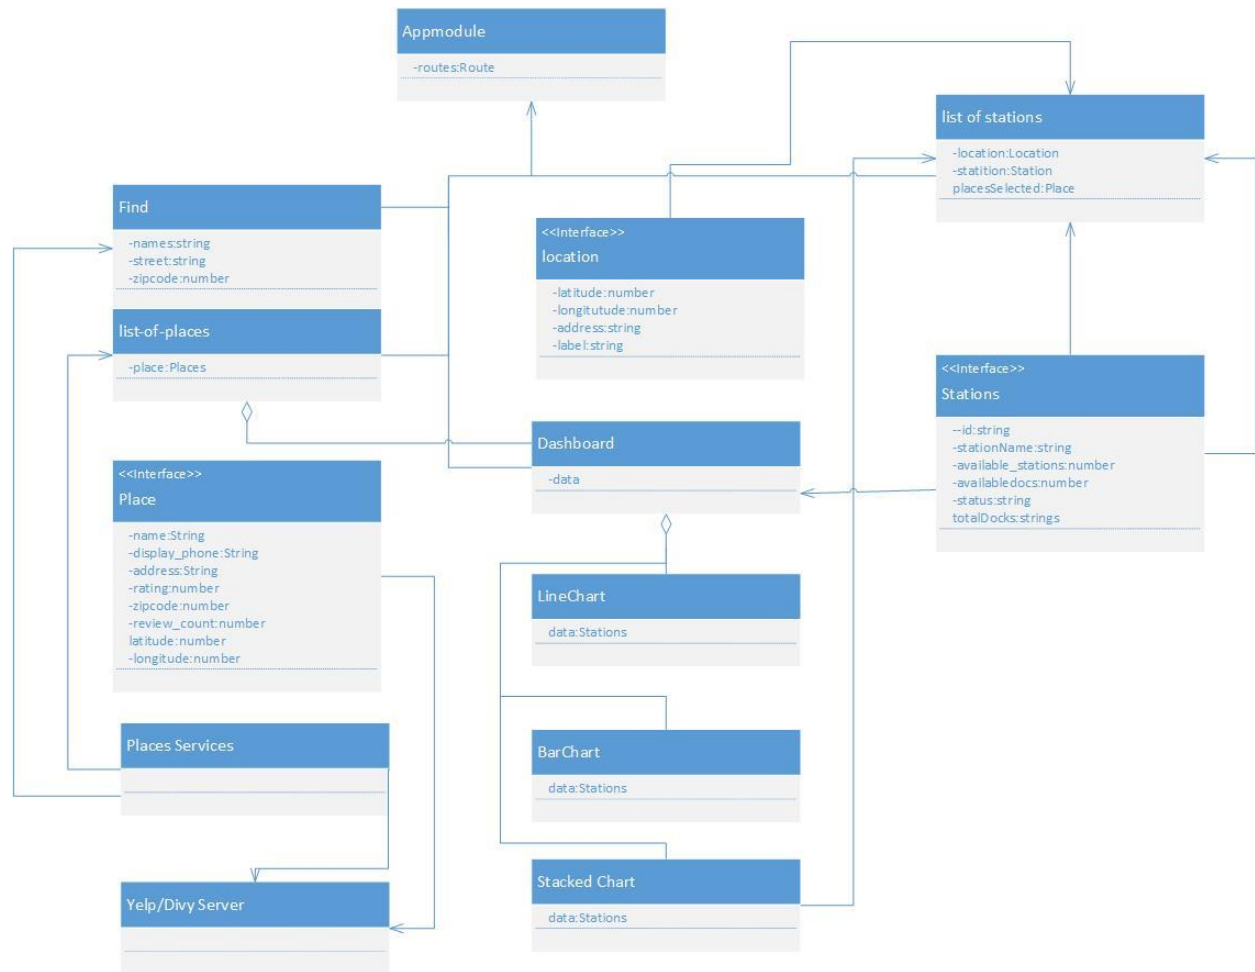 Appmodule
-routes:Route
list of stations
-location:Location
-statition:Station
placesSelected:Place
Find
-names:string
-street:string
-zipcode:number
<<Interface>>
location
-latitude:number
-longitutude:number
-address:string
-label:string
list-of-places
-place:Places
<<Interface>>
Stations
--id:string
-stationName:string
-available_stations:number
-availabledocs:number
-status:string
totalDocks:strings
Dashboard
-data
<<Interface>>
Place
-name:String
-display_phone:String
-address:String
-rating:number
-zipcode:number
-review_count:number
latitude:number
-longitude:number
LineChart
data:Stations
Places Services
BarChart
data:Stations
Stacked Chart
data:Stations
Yelp/Divy Server